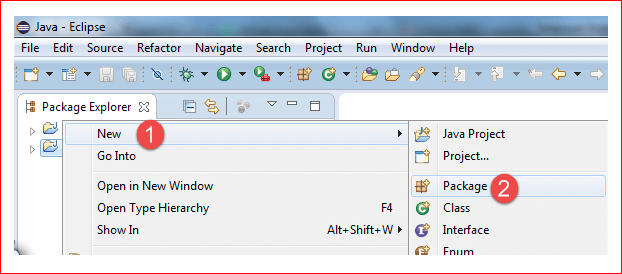 Java - Eclipse
File Edit Source Refactor Navigate Search Project Run Window Help
Package Explorer
New 1
Go Into
Open in New Window
Open Type Hierarchy F4
Show In Alt+Shift+W
Java Project
Project...
Package 2
Class
Interface
Enum